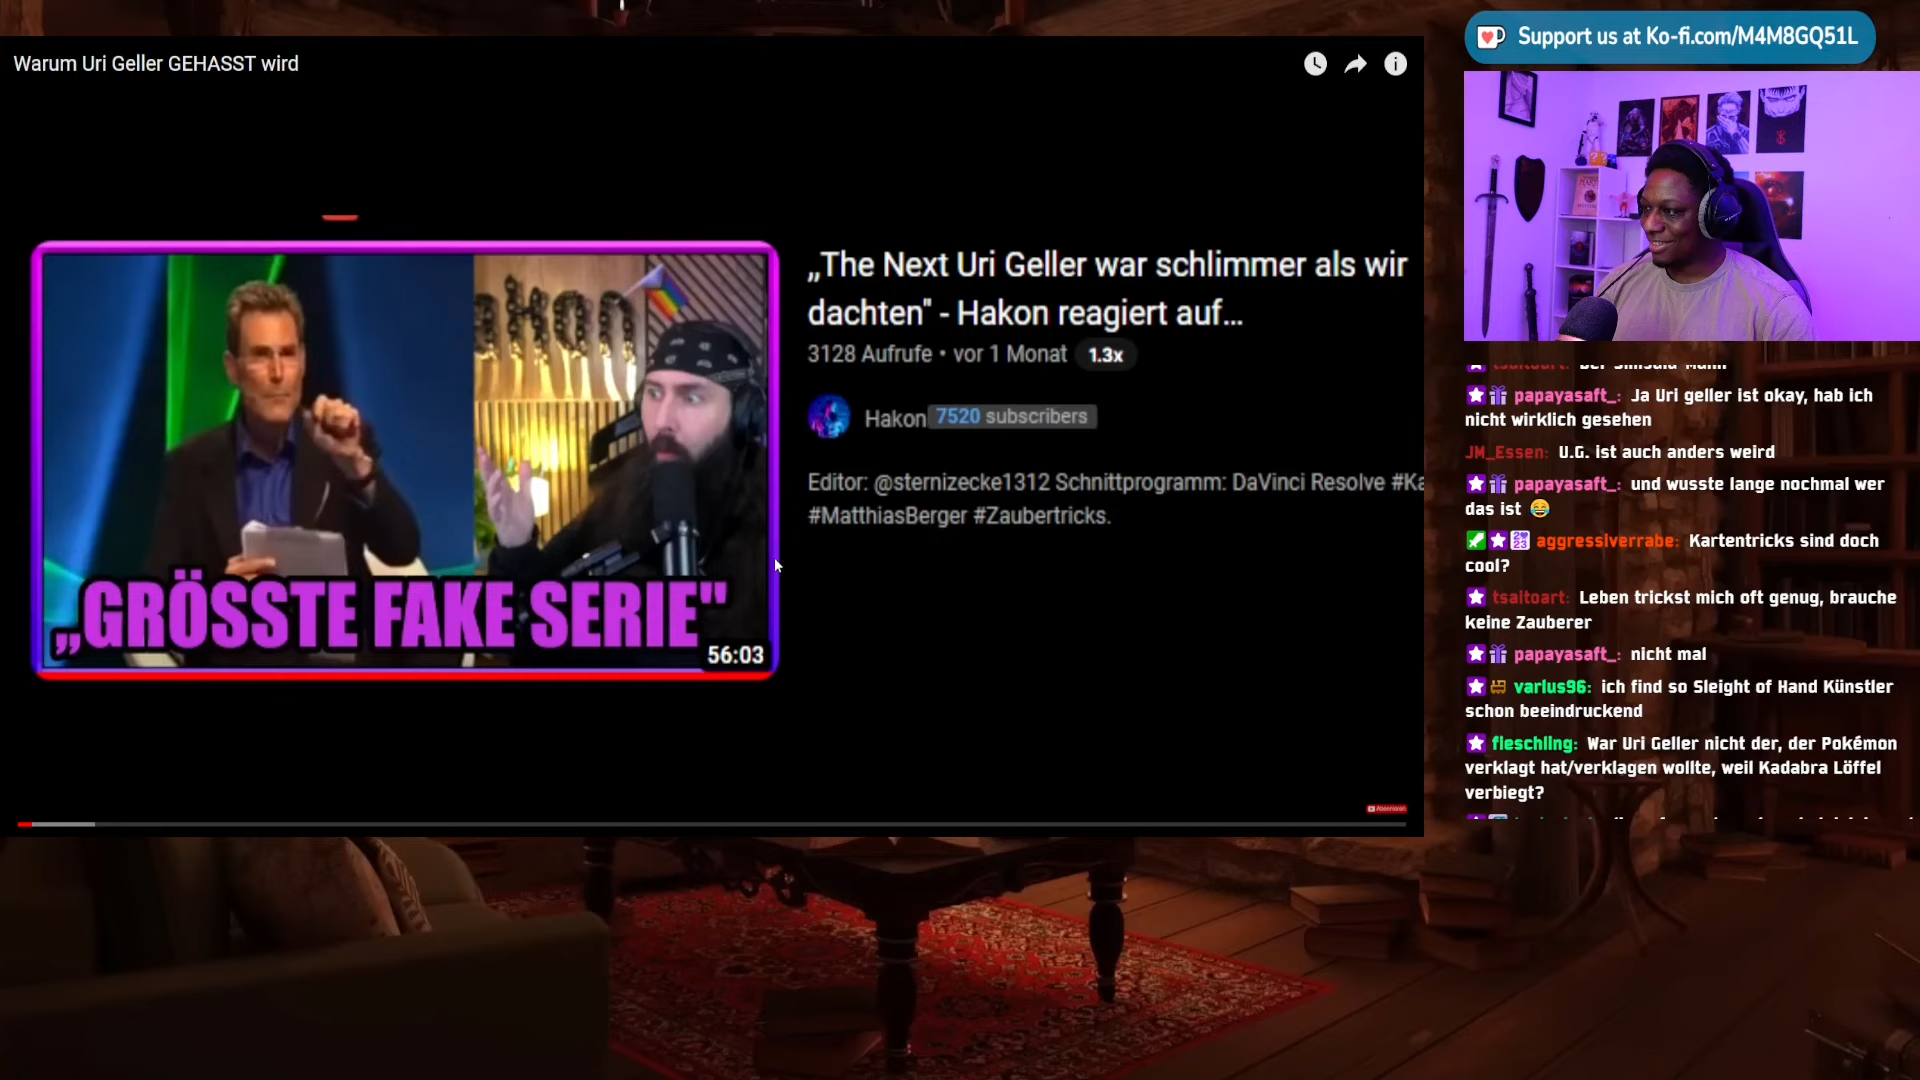 Warum Uri Geller GEHASST wird
„The Next Uri Geller war schlimmer als wir
dachten" - Hakon reagiert auf...
3128 Aufrufe • vor 1 Monat 1.3x
Hakon 7520 subscribers
Editor: @sternizecke1312 Schnittprogramm: DaVinci Resolve #Ka
#MatthiasBerger #Zaubertricks.
„GRÖSSTE FAKE SERIE"
56:03
Abonnieren
Support us at Ko-fi.com/M4M8GQ51L
papayasaft_: Ja Uri geller ist okay, hab ich
nicht wirklich gesehen
JM_Essen: U.G. ist auch anders weird
papayasaft_: und wusste lange nochmal wer
das ist 😂
aggressiverrabe: Kartentricks sind doch
cool?
tsaitoart: Leben trickst mich oft genug, brauche
keine Zauberer
papayasaft_: nicht mal
varius96: ich find so Sleight of Hand Künstler
schon beeindruckend
fleschling: War Uri Geller nicht der, der Pokémon
verklagt hat/verklagen wollte, weil Kadabra Löffel
verbiegt?